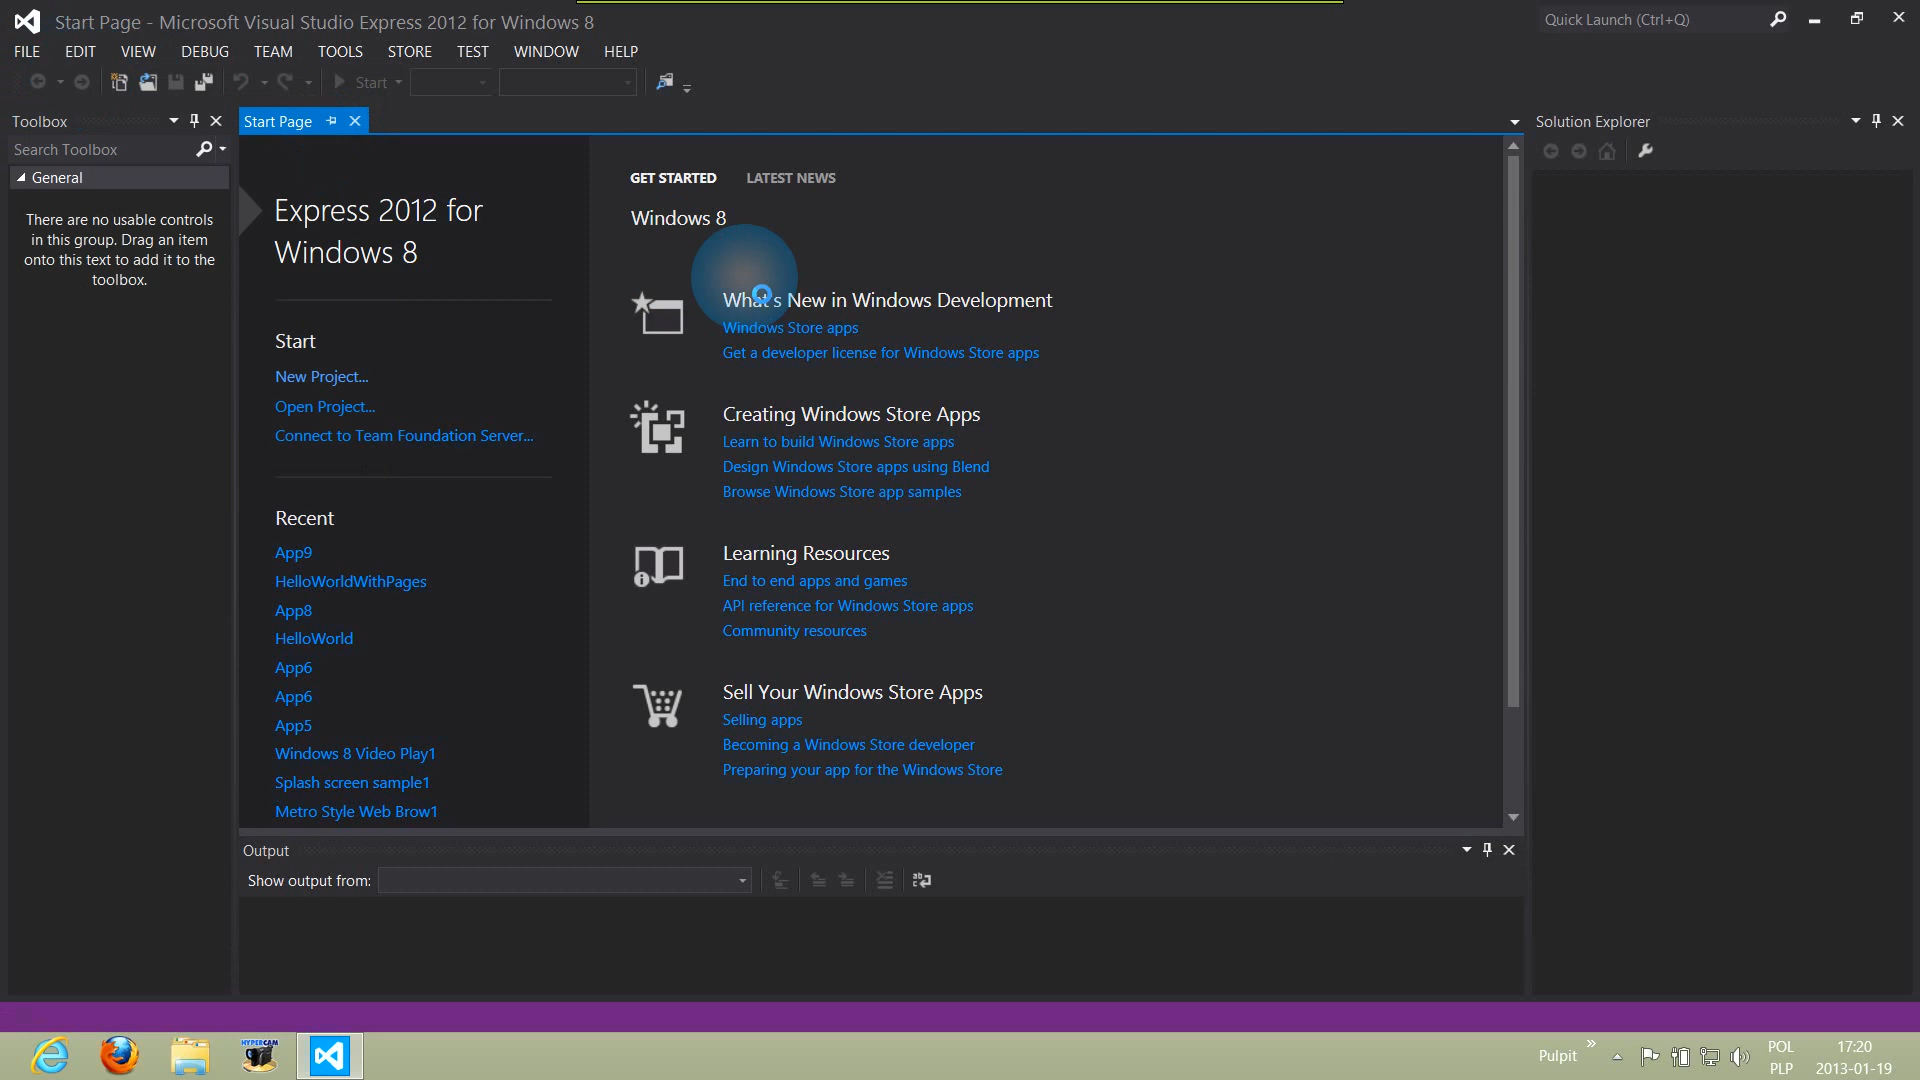 Start Page - Microsoft Visual Studio Express 2012 for Windows 8
Quick Launch (Ctrl+Q)
FILE EDIT VIEW DEBUG TEAM TOOLS STORE TEST WINDOW HELP
Start
Toolbox
Search Toolbox
General
There are no usable controls
in this group. Drag an item
onto this text to add it to the
toolbox.
Start Page
Express 2012 for
Windows 8
Start
New Project...
Open Project...
Connect to Team Foundation Server...
Recent
App9
HelloWorldWithPages
App8
HelloWorld
App6
App6
App5
Windows 8 Video Play1
Splash screen sample1
Metro Style Web Brow1
GET STARTED LATEST NEWS
Windows 8
What's New in Windows Development
Windows Store apps
Get a developer license for Windows Store apps
Creating Windows Store Apps
Learn to build Windows Store apps
Design Windows Store apps using Blend
Browse Windows Store app samples
Learning Resources
End to end apps and games
API reference for Windows Store apps
Community resources
Sell Your Windows Store Apps
Selling apps
Becoming a Windows Store developer
Preparing your app for the Windows Store
Solution Explorer
Output
Show output from:
HYPERCAM
Pulpit
POL
PLP
17:20
2013-01-19